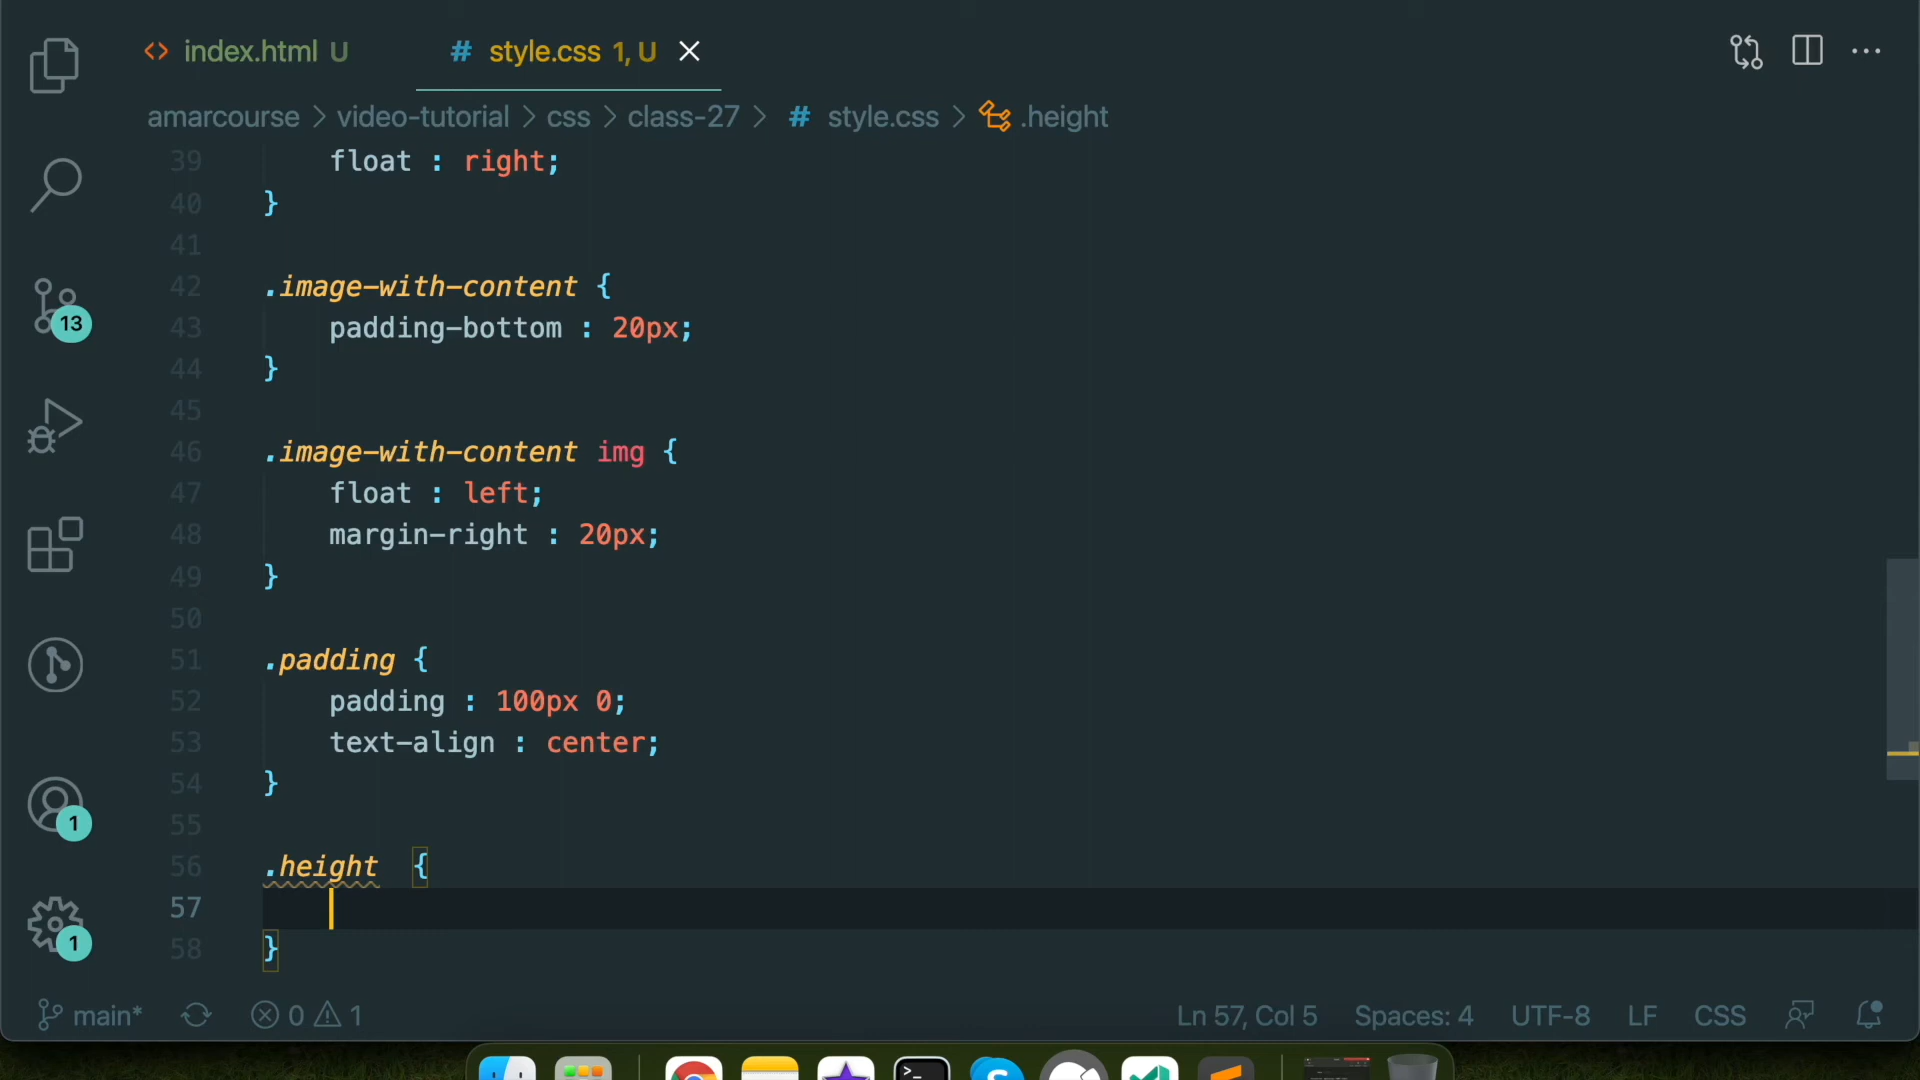 index.html U
# style.css 1, U
amarcourse > video-tutorial > css > class-27 > # style.css > .height
39 float : right;
40 }
41
42 .image-with-content {
43 padding-bottom : 20px;
44 }
45
46 .image-with-content img {
47 float : left;
48 margin-right : 20px;
49 }
50
51 .padding {
52 padding : 100px 0;
53 text-align : center;
54 }
55
56 .height  {
57
58 }
13
1
1
main* 0 1 Ln 57, Col 5 Spaces: 4 UTF-8 LF CSS